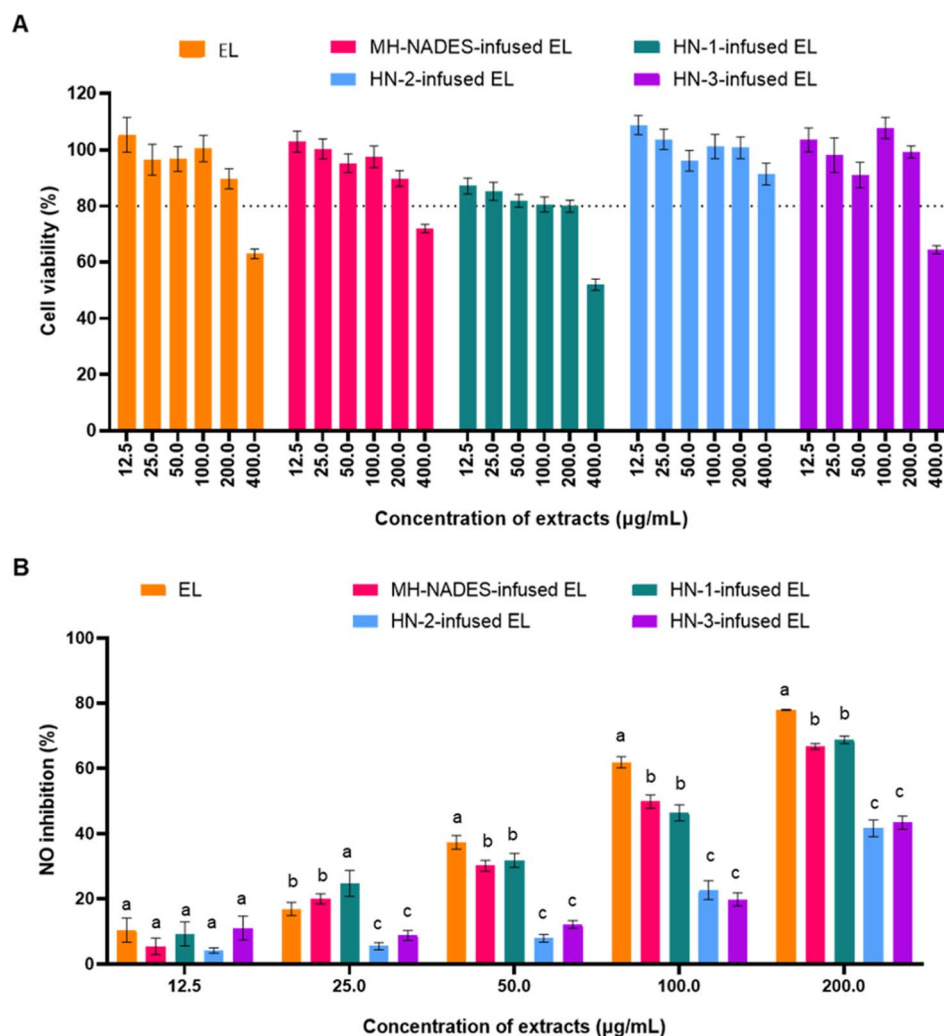 A
EL
MH-NADES-infused EL
HN-1-infused EL
HN-2-infused EL
HN-3-infused EL
Cell viability (%)
120
100
80
60
40
20
0
12.5 25.0 50.0 100.0 200.0 400.0 12.5 25.0 50.0 100.0 200.0 400.0 12.5 25.0 50.0 100.0 200.0 400.0 12.5 25.0 50.0 100.0 200.0 400.0 12.5 25.0 50.0 100.0 200.0 400.0
Concentration of extracts (µg/mL)
B
EL
MH-NADES-infused EL
HN-1-infused EL
HN-2-infused EL
HN-3-infused EL
NO inhibition (%)
100
80
60
40
20
0
a a a a a
b b a c c
a b b c c
a b b c c
a b b c c
12.5 25.0 50.0 100.0 200.0
Concentration of extracts (µg/mL)